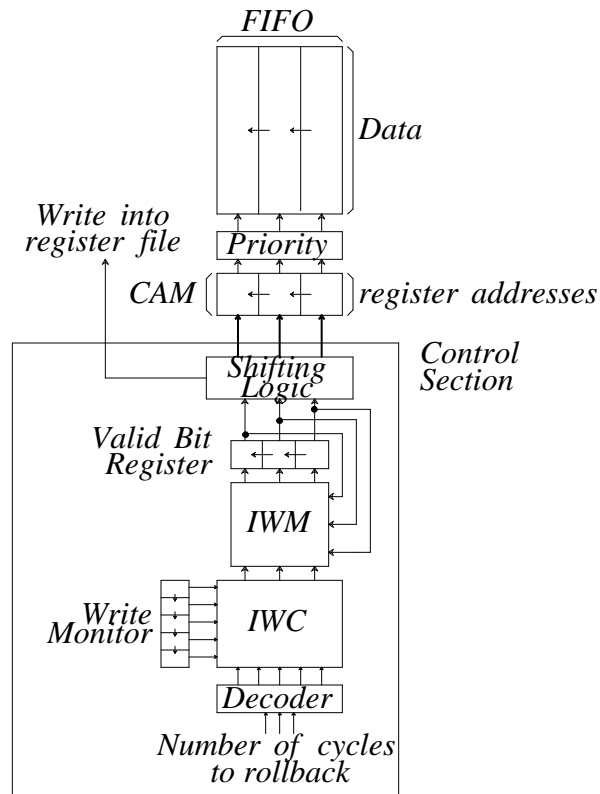 FIFO
Data
Write into
register file
Priority
CAM
register addresses
Control
Section
Shifting
Logic
Valid Bit
Register
IWM
Write
Monitor
IWC
Decoder
Number of cycles
to rollback